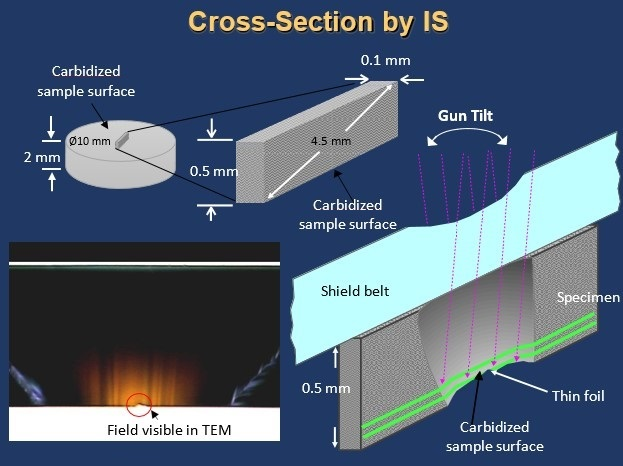 Cross-Section by IS
Carbidized
sample surface
Ø10 mm
2 mm
0.1 mm
0.5 mm
4.5 mm
Carbidized
sample surface
Gun Tilt
Shield belt
Specimen
0.5 mm
Thin foil
Carbidized
sample surface
Field visible in TEM